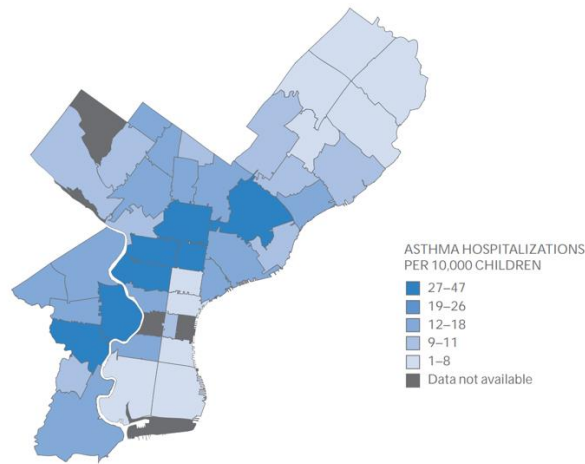 ASTHMA HOSPITALIZATIONS
PER 10,000 CHILDREN
27–47
19–26
12–18
9–11
1–8
Data not available